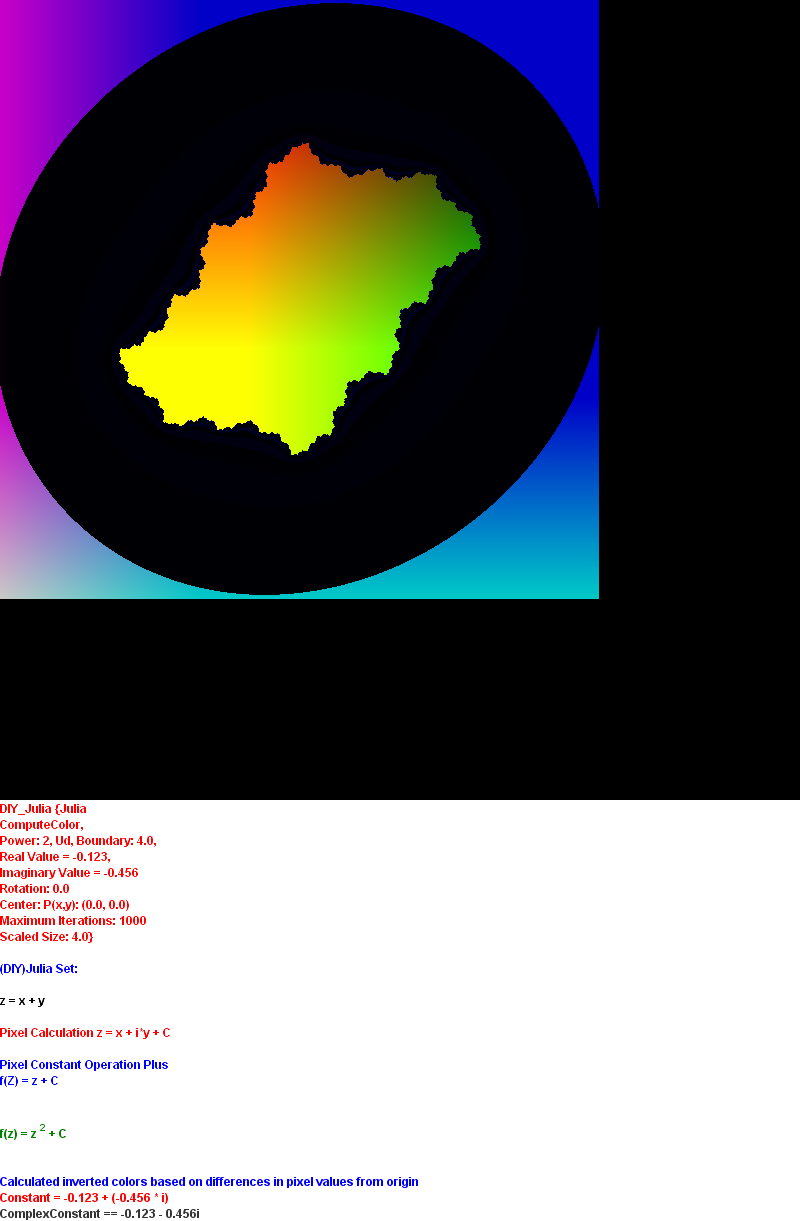 DIY_Julia {Julia
ComputeColor,
Power: 2, Ud, Boundary: 4.0,
Real Value = -0.123,
Imaginary Value = -0.456
Rotation: 0.0
Center: P(x,y): (0.0, 0.0)
Maximum Iterations: 1000
Scaled Size: 4.0}
(DIY)Julia Set:
z = x + y
Pixel Calculation z = x + i*y + C
Pixel Constant Operation Plus
f(Z) = z + C
f(z) = z ² + C
Calculated inverted colors based on differences in pixel values from origin
Constant = -0.123 + (-0.456 * i)
ComplexConstant == -0.123 - 0.456i